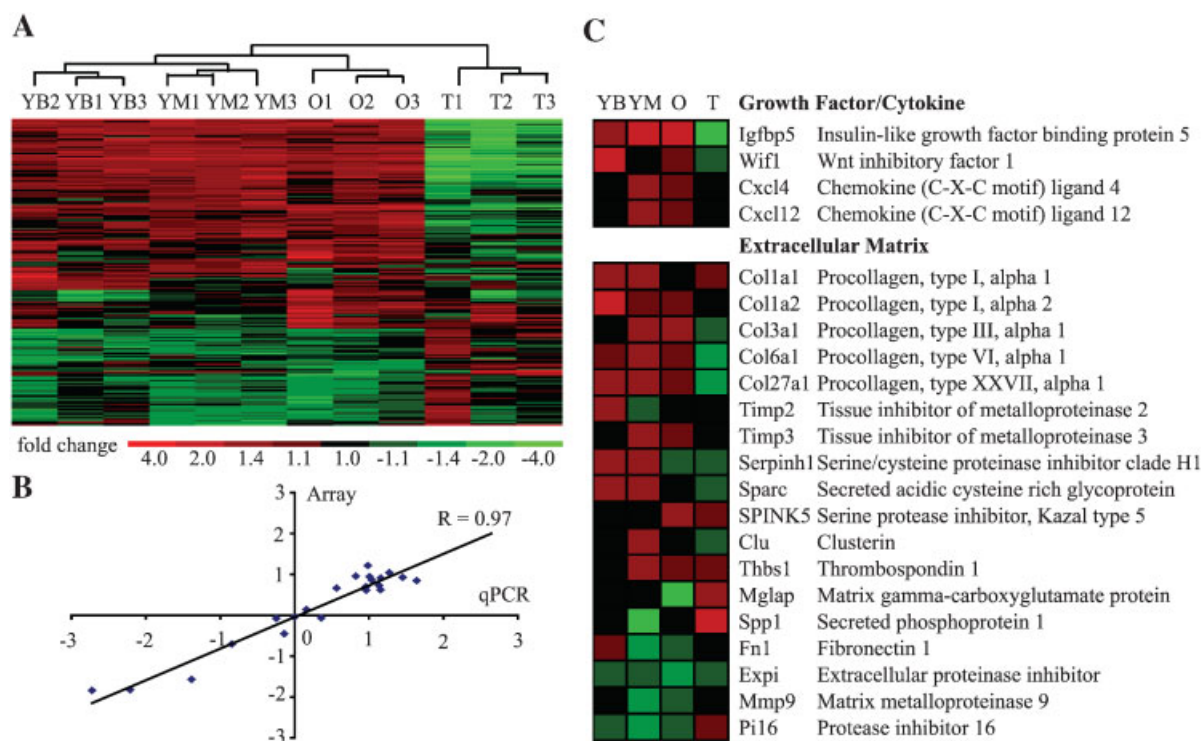 A
YB2 YB1 YB3 YM1 YM2 YM3 O1 O2 O3 T1 T2 T3
fold change
4.0 2.0 1.4 1.1 1.0 -1.1 -1.4 -2.0 -4.0
B
Array
R = 0.97
qPCR
3
2
1
-3 -2 -1 0 0 1 2 3
-1
-2
-3
C
YB YM O T Growth Factor/Cytokine
Igfbp5 Insulin-like growth factor binding protein 5
Wif1 Wnt inhibitory factor 1
Cxcl4 Chemokine (C-X-C motif) ligand 4
Cxcl12 Chemokine (C-X-C motif) ligand 12
Extracellular Matrix
Col1a1 Procollagen, type I, alpha 1
Col1a2 Procollagen, type I, alpha 2
Col3a1 Procollagen, type III, alpha 1
Col6a1 Procollagen, type VI, alpha 1
Col27a1 Procollagen, type XXVII, alpha 1
Timp2 Tissue inhibitor of metalloproteinase 2
Timp3 Tissue inhibitor of metalloproteinase 3
Serpinh1 Serine/cysteine proteinase inhibitor clade H1
Sparc Secreted acidic cysteine rich glycoprotein
SPINK5 Serine protease inhibitor, Kazal type 5
Clu Clusterin
Thbs1 Thrombospondin 1
Mglap Matrix gamma-carboxyglutamate protein
Spp1 Secreted phosphoprotein 1
Fn1 Fibronectin 1
Expi Extracellular proteinase inhibitor
Mmp9 Matrix metalloproteinase 9
Pi16 Protease inhibitor 16